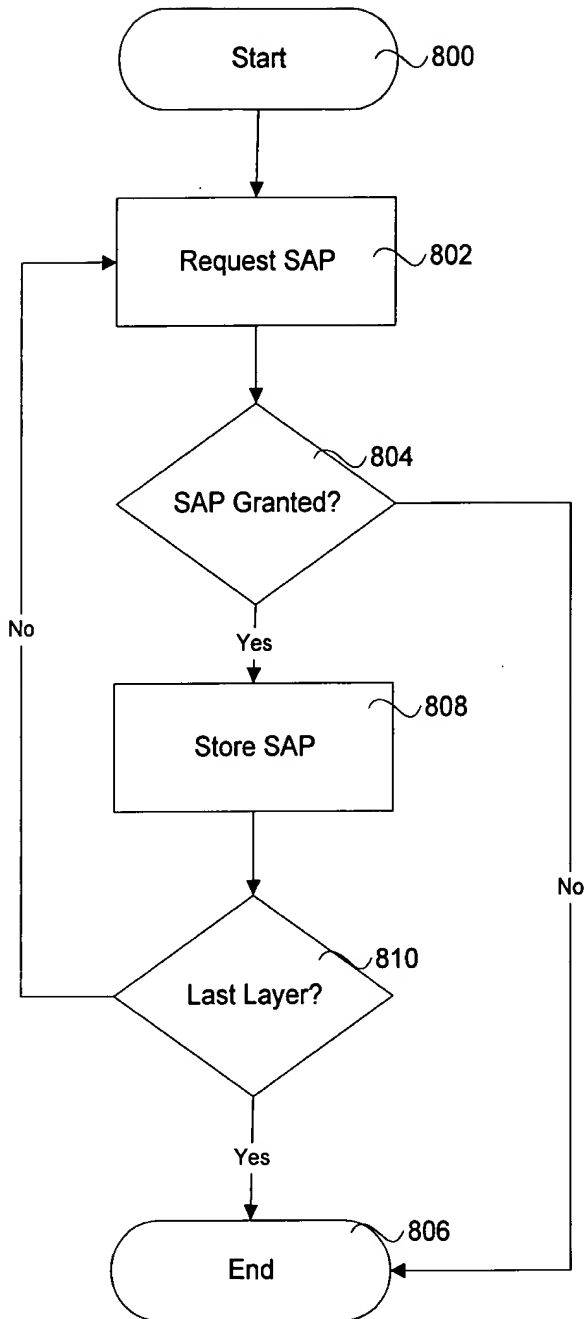 Start
800
Request SAP
802
804
SAP Granted?
No
Yes
808
Store SAP
No
810
Last Layer?
Yes
806
End